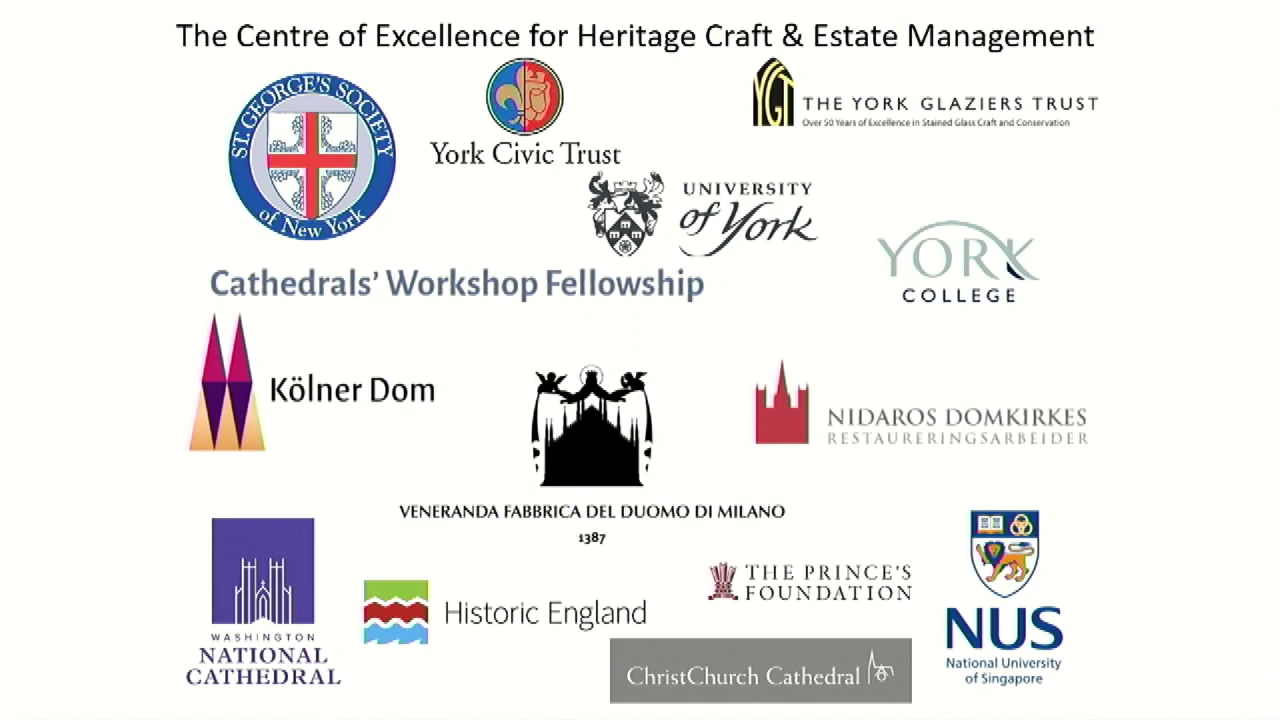 The Centre of Excellence for Heritage Craft & Estate Management
ST. GEORGE'S SOCIETY
of New York
York Civic Trust
YGT
THE YORK GLAZIERS TRUST
Over 50 Years of Excellence in Stained Glass Craft and Conservation
UNIVERSITY
of York
YORK
COLLEGE
Cathedrals' Workshop Fellowship
Kölner Dom
VENERANDA FABBRICA DEL DUOMO DI MILANO
1387
NIDAROS DOMKIRKES
RESTAURERINGSARBEIDER
WASHINGTON
NATIONAL
CATHEDRAL
Historic England
THE PRINCE'S
FOUNDATION
ChristChurch Cathedral
NUS
National University
of Singapore